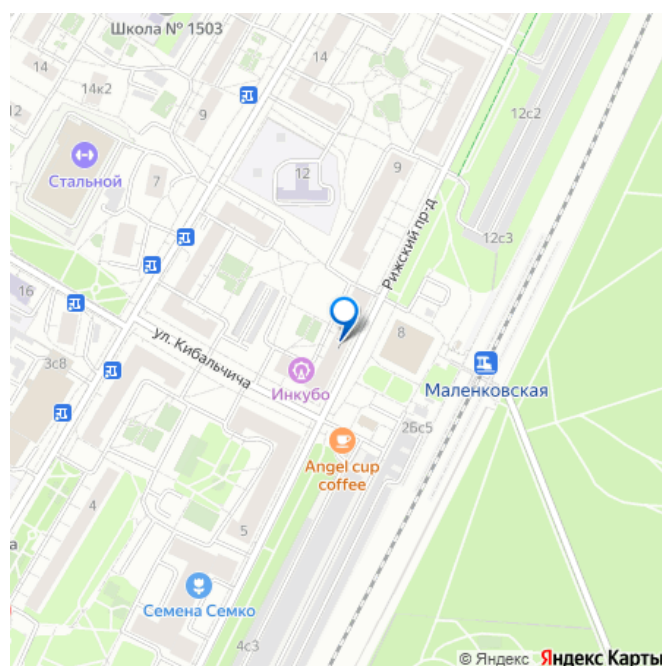 Школа № 1503
14
14
14к2
12
9
12с2
Стальной
7
12
9
12с3
Рижский пр-д
16
ул. Кибальчича
8
3с8
Инкубо
Маленковская
2Бс5
Angel cup
coffee
4
5
а
Семена Семко
4с3
© Яндекс Яндекс Карты